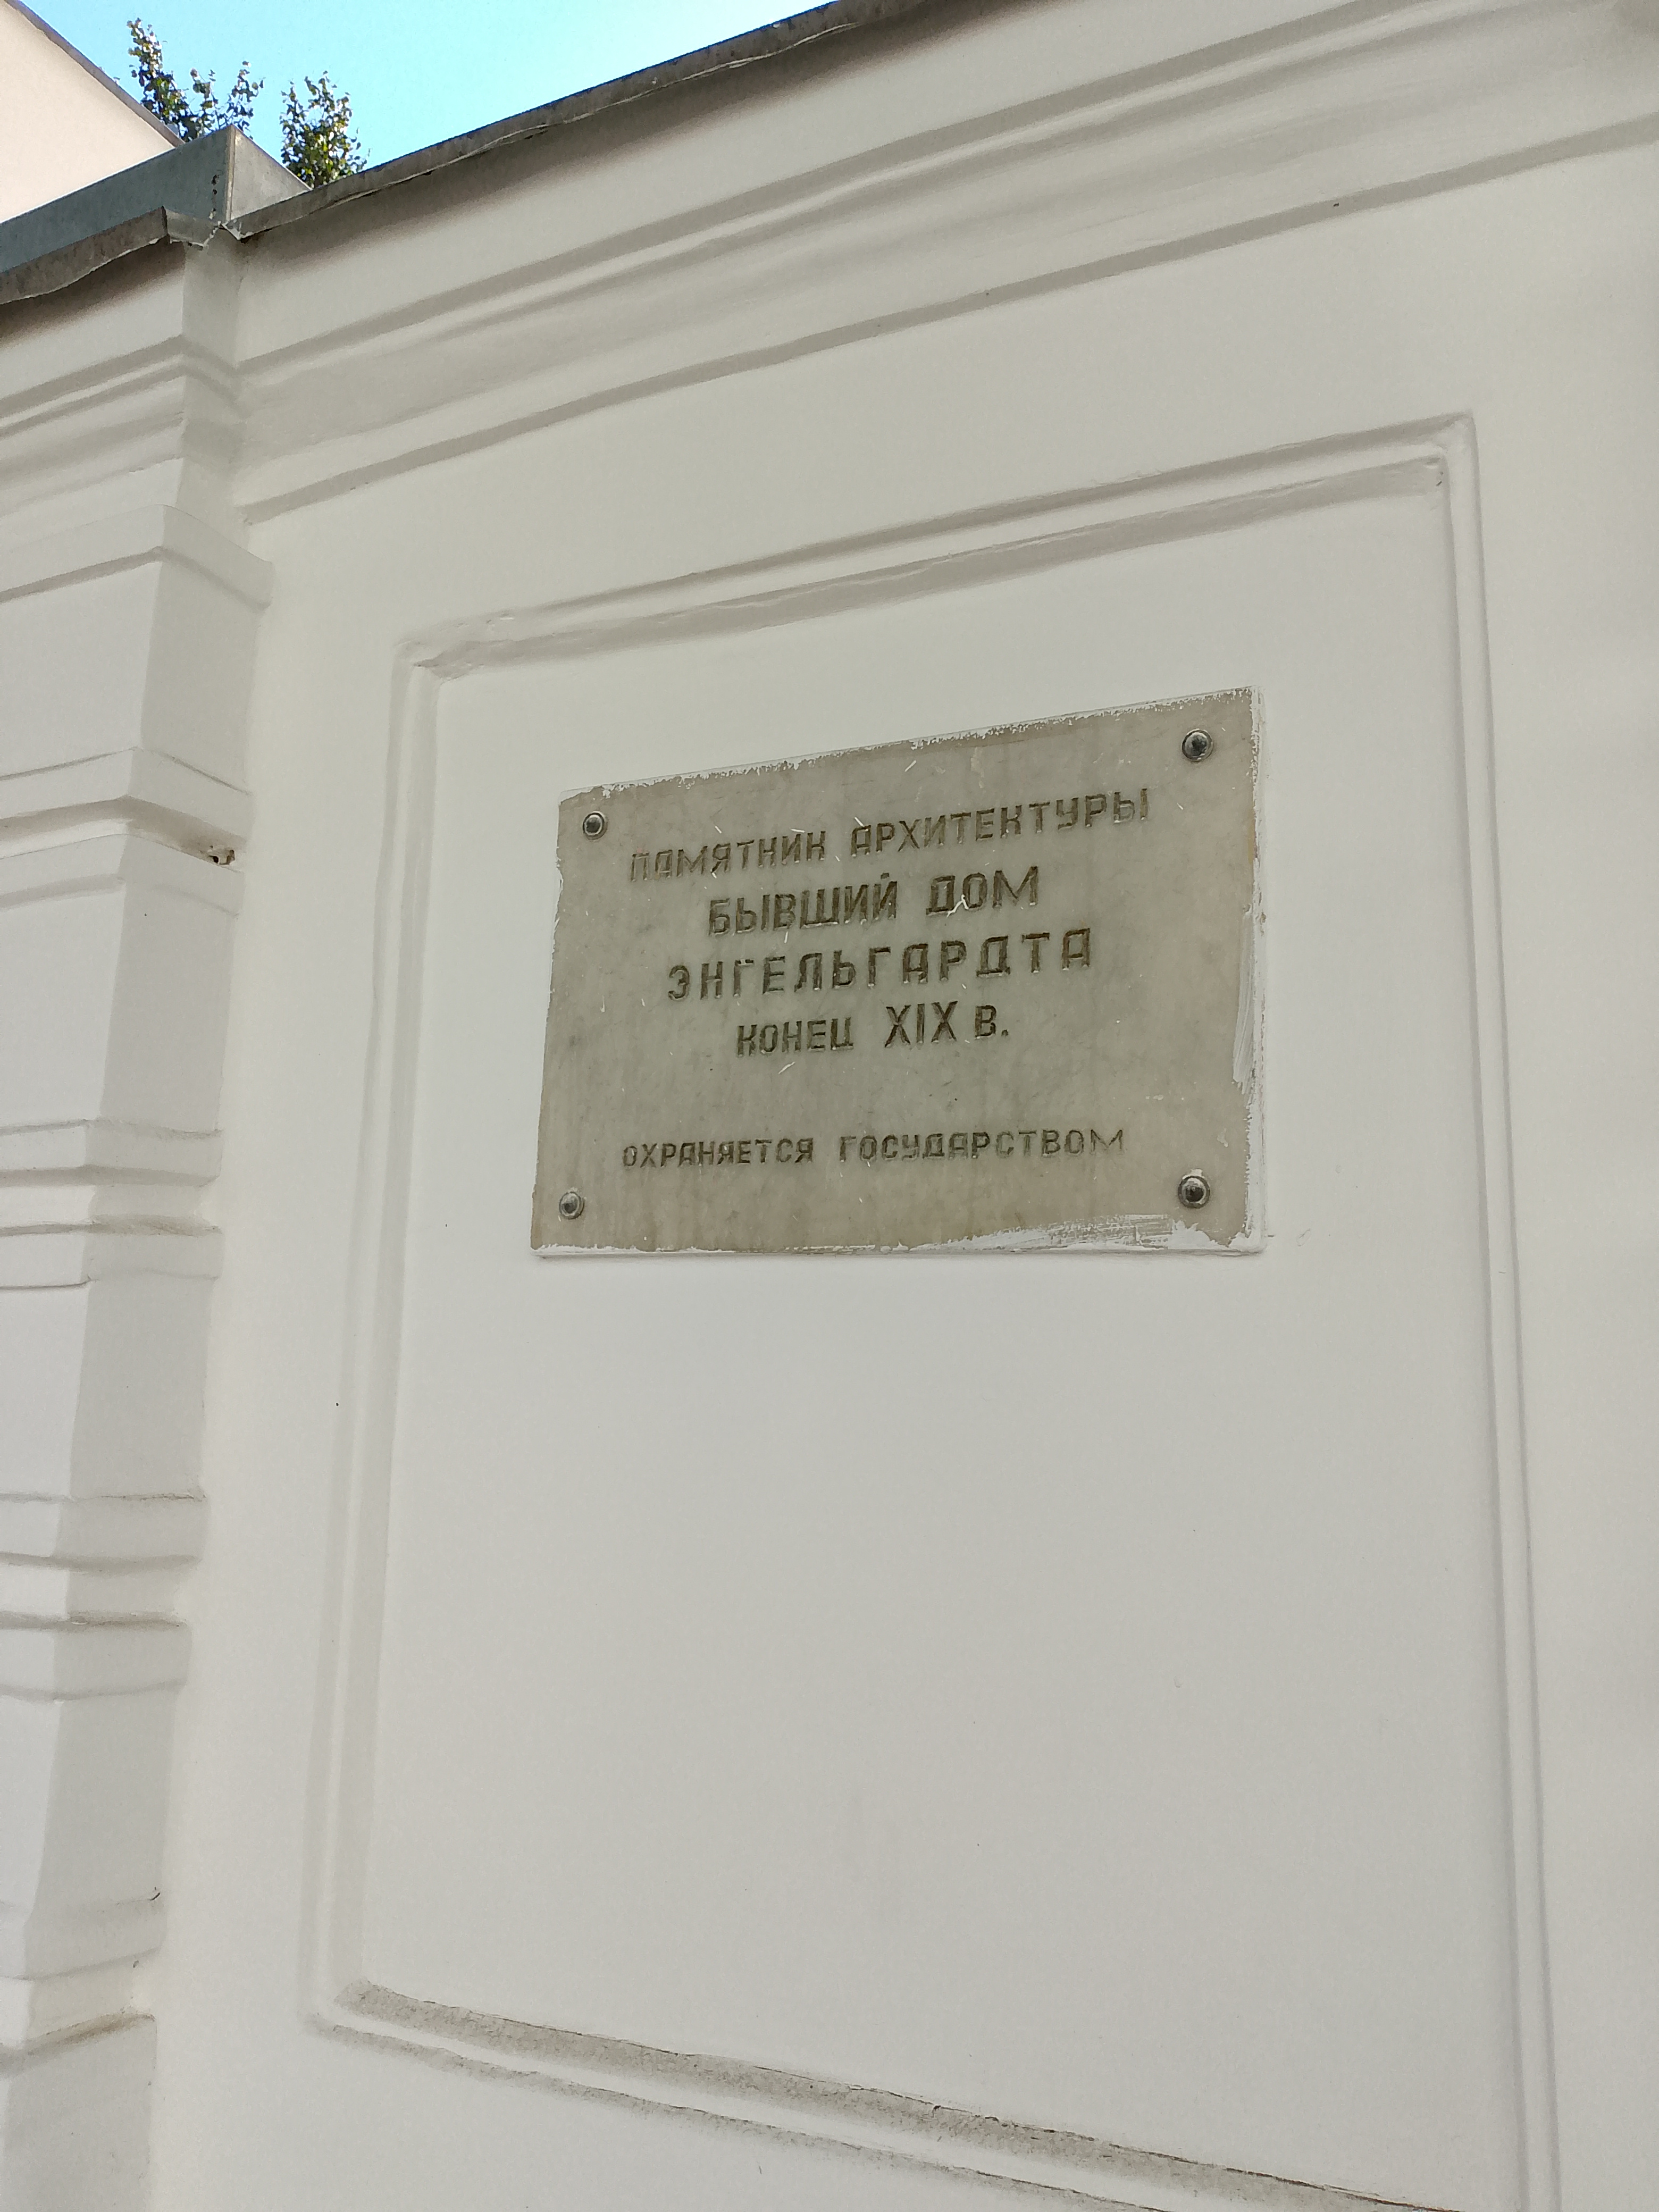 ПАМЯТНИК АРХИТЕКТУРЫ
БЫВШИЙ ДОМ
ЭНГЕЛЬГАРДТА
КОНЕЦ XIX В.
ОХРАНЯЕТСЯ ГОСУДАРСТВОМ